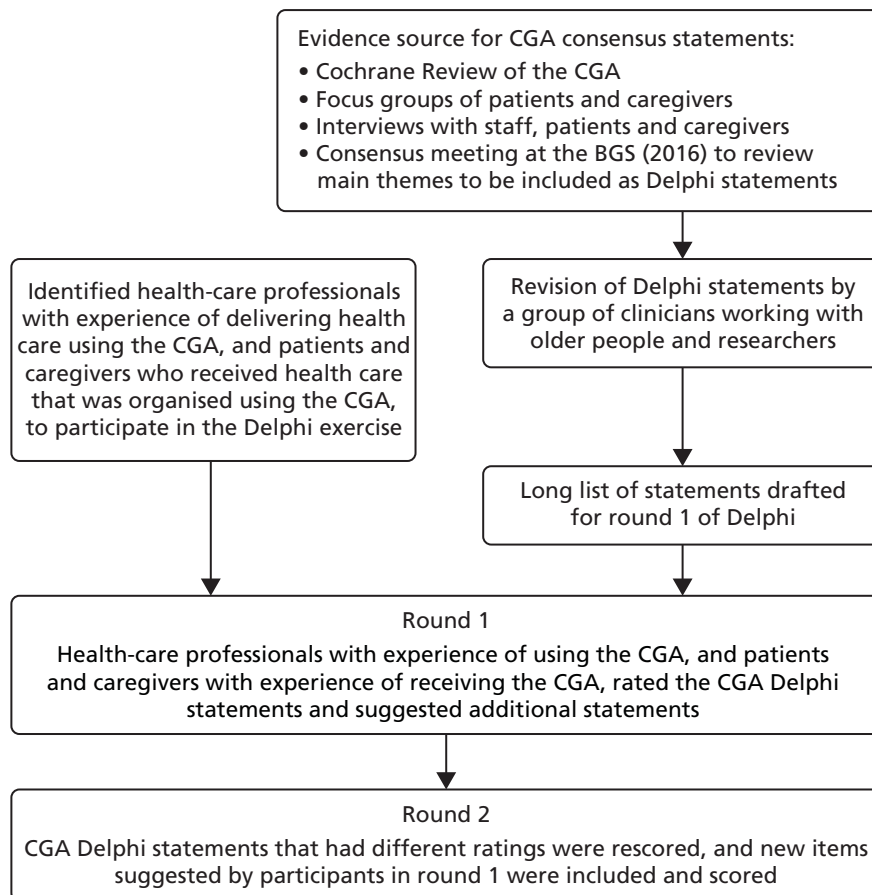 Evidence source for CGA consensus statements:
• Cochrane Review of the CGA
• Focus groups of patients and caregivers
• Interviews with staff, patients and caregivers
• Consensus meeting at the BGS (2016) to review
main themes to be included as Delphi statements
Identified health-care professionals
with experience of delivering health
care using the CGA, and patients and
caregivers who received health care
that was organised using the CGA,
to participate in the Delphi exercise
Revision of Delphi statements by
a group of clinicians working with
older people and researchers
Long list of statements drafted
for round 1 of Delphi
Round 1
Health-care professionals with experience of using the CGA, and patients
and caregivers with experience of receiving the CGA, rated the CGA Delphi
statements and suggested additional statements
Round 2
CGA Delphi statements that had different ratings were rescored, and new items
suggested by participants in round 1 were included and scored